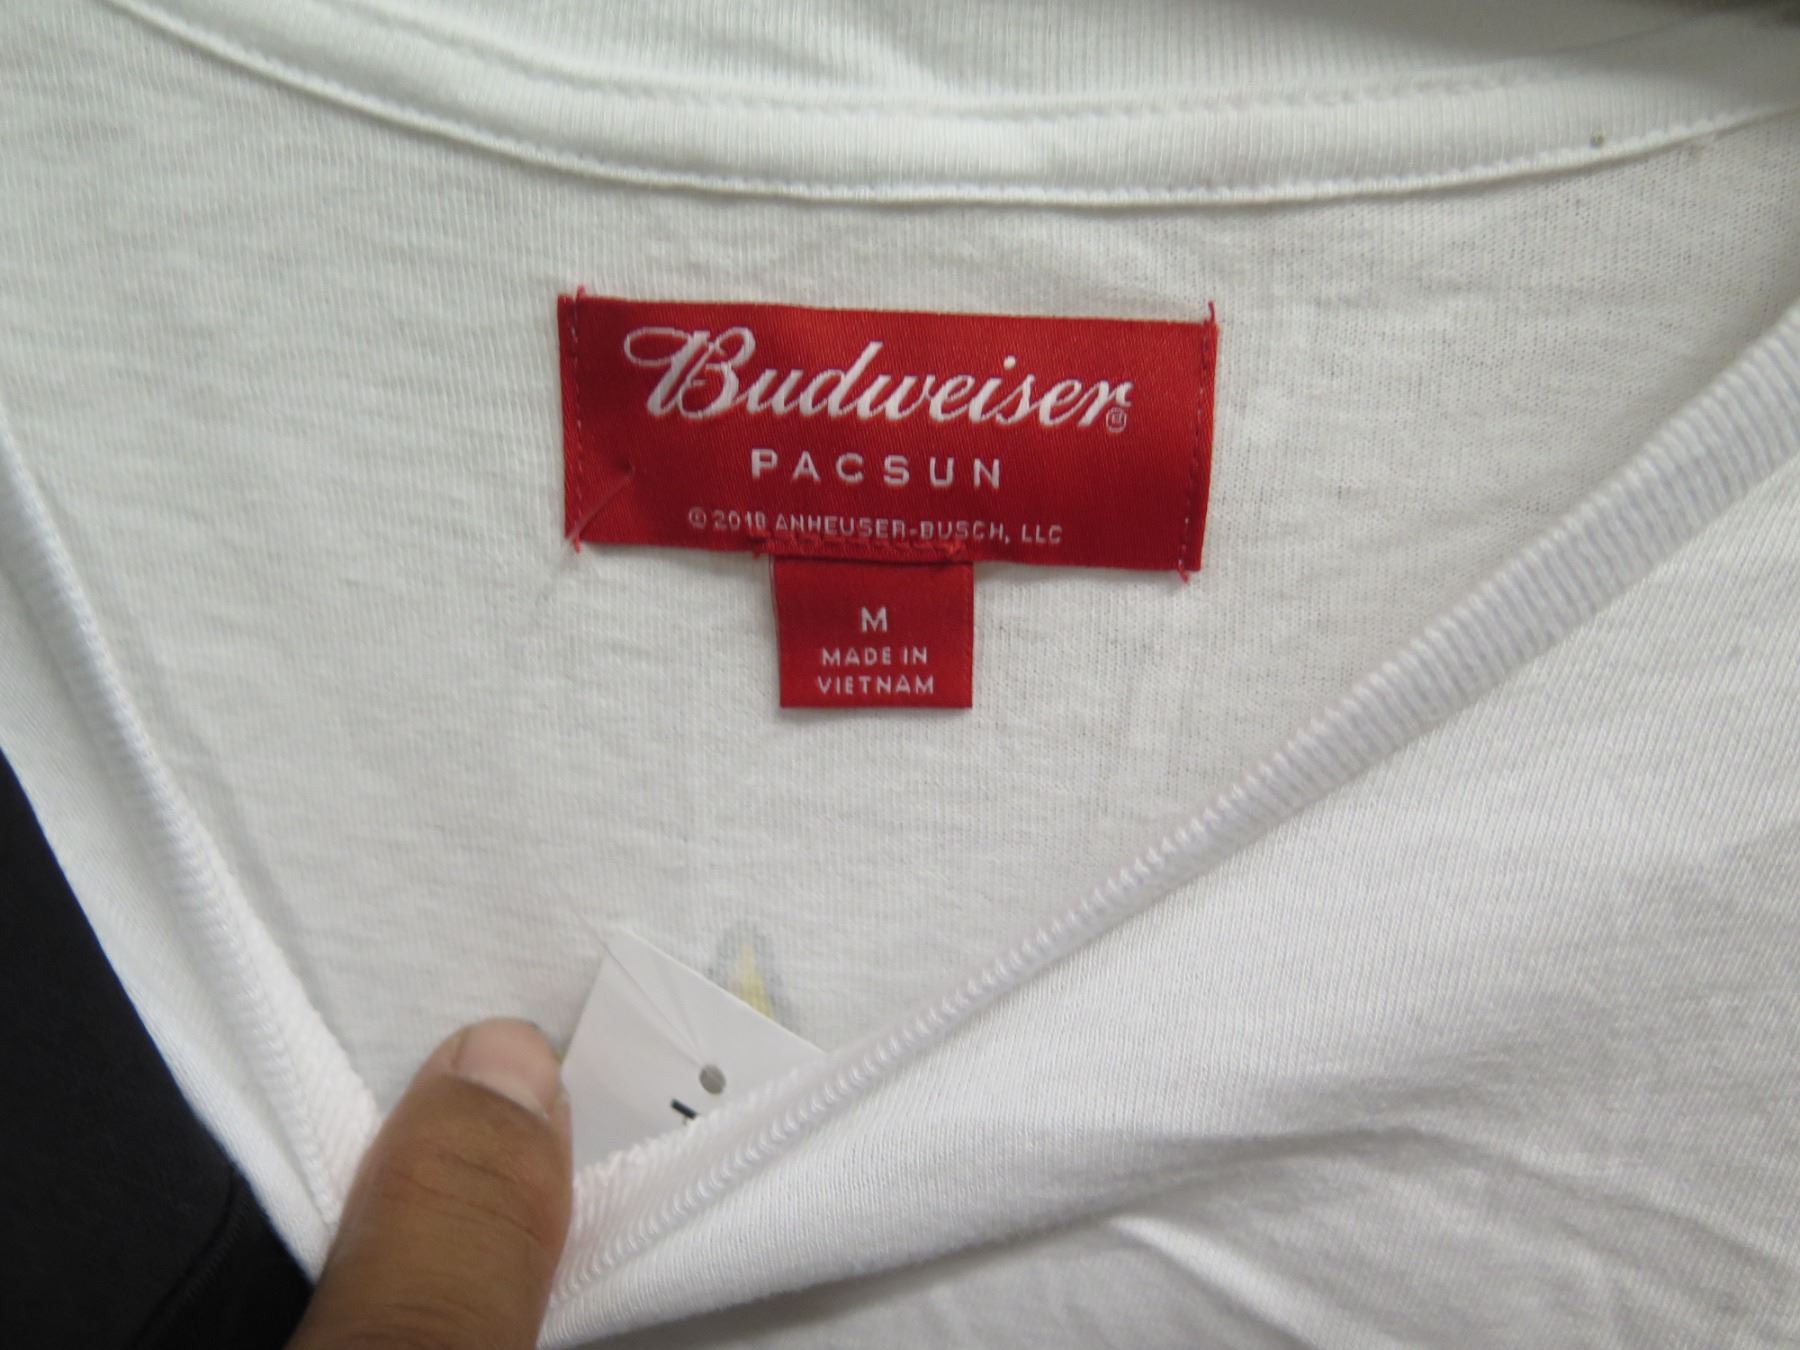 Budweiser®
PACSUN
©2018 ANHEUSER-BUSCH, LLC
M
MADE IN
VIETNAM